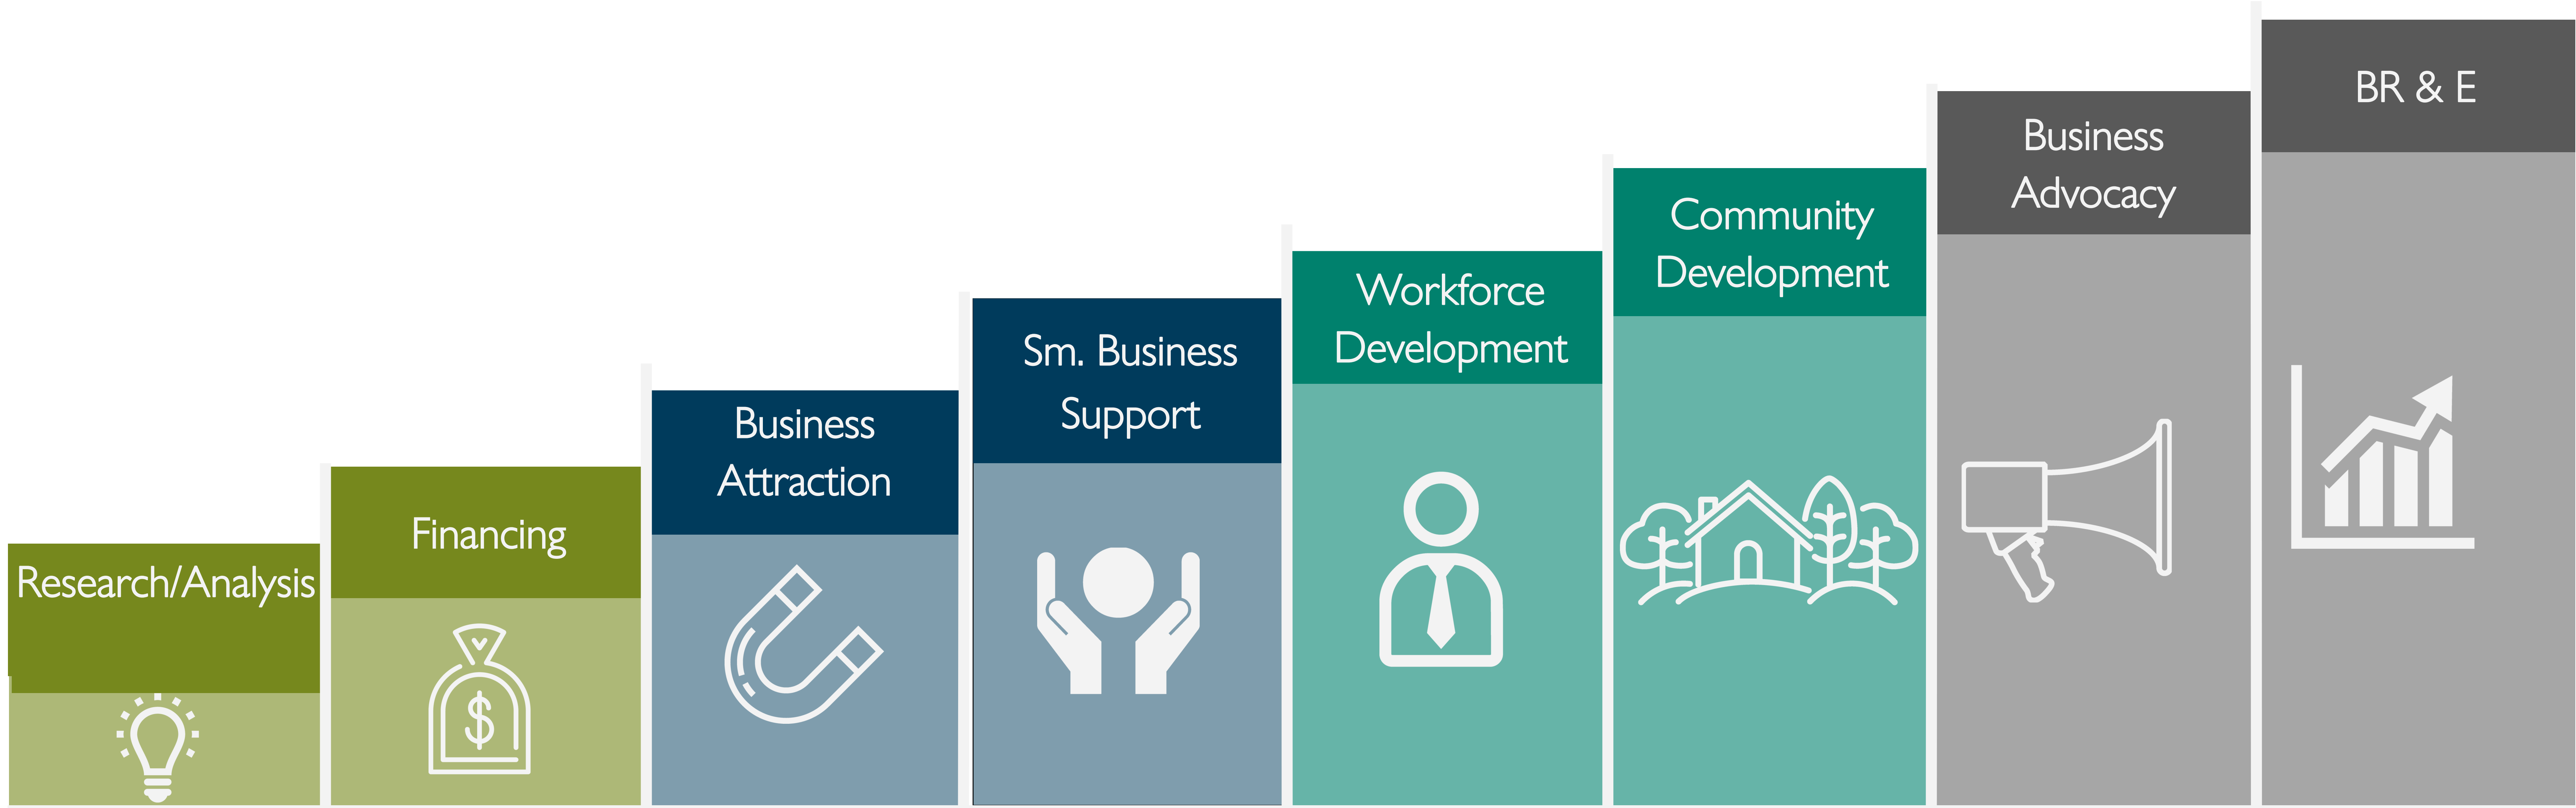 Research/Analysis
Financing
Business
Attraction
Sm. Business
Support
Workforce
Development
Community
Development
Business
Advocacy
BR & E
$